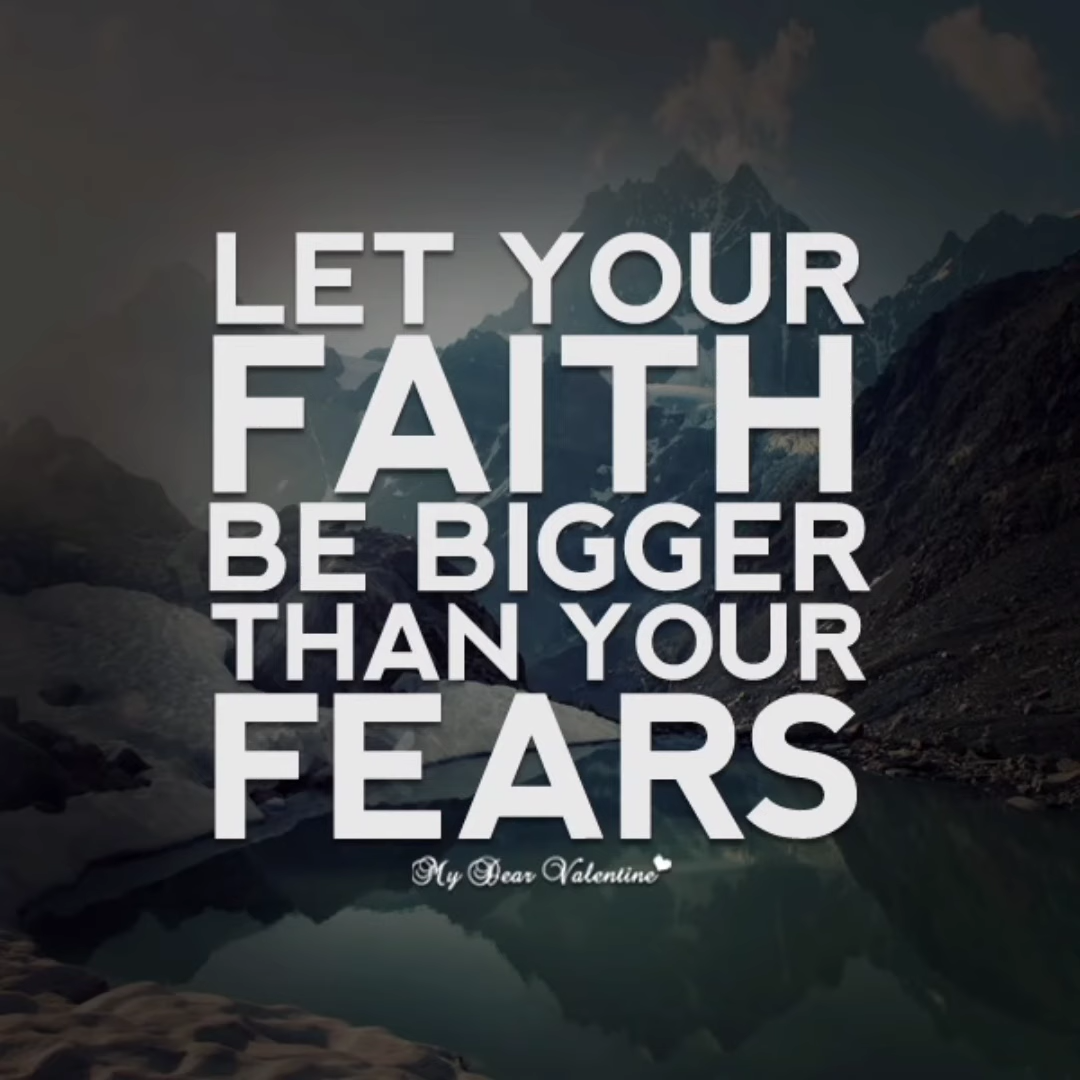 LET YOUR
FAITH
BE BIGGER
THAN YOUR
FEARS
My Dear Valentine